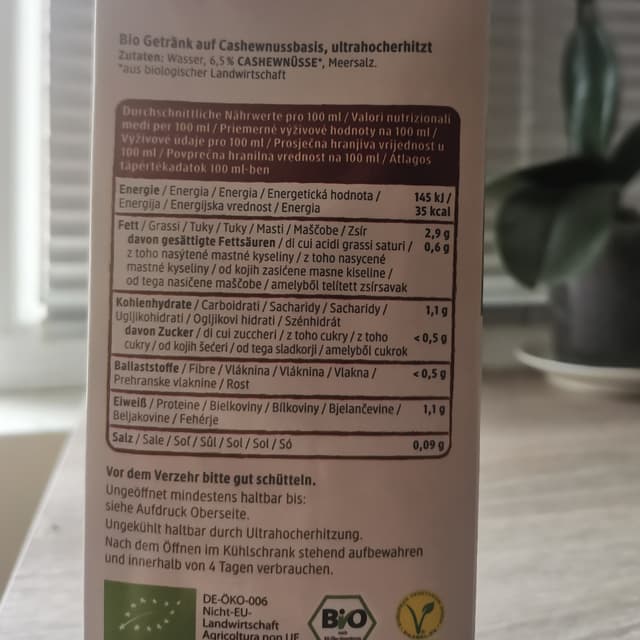 Bio Getränk auf Cashewnussbasis, ultrahocherhitzt
Zutaten: Wasser, 6,5% CASHEWNÜSSE*, Meersalz.
*aus biologischer Landwirtschaft
Durchschnittliche Nährwerte pro 100 ml / Valori nutrizionali
medi per 100 ml / Priemerné výživové hodnoty na 100 ml /
Výživové údaje pro 100 ml / Prosječna hranjiva vrijednost u
100 ml / Povprečna hranilna vrednost na 100 ml / Átlagos
tápértékadatok 100 ml-ben
Energie / Energia / Energia / Energetická hodnota / 145 kJ /
Energija / Energijska vrednost / Energia 35 kcal
Fett / Grassi / Tuky / Tuky / Masti / Maščobe / Zsír 2,9 g
davon gesättigte Fettsäuren / di cui acidi grassi saturi / 0,6 g
z toho nasýtené mastné kyseliny / z toho nasycené
mastné kyseliny / od kojih zasićene masne kiseline /
od tega nasičene maščobe / amelyből telített zsírsavak
Kohlenhydrate / Carboidrati / Sacharidy / Sacharidy / 1,1 g
Ugljikohidrati / Ogljikovi hidrati / Szénhidrát
davon Zucker / di cui zuccheri / z toho cukry / z toho < 0,5 g
cukry / od kojih šećeri / od tega sladkorji / amelyből cukrok
Ballaststoffe / Fibre / Vláknina / Vláknina / Vlakna / < 0,5 g
Prehranske vlaknine / Rost
Eiweiß / Proteine / Bielkoviny / Bílkoviny / Bjelančevine / 1,1 g
Beljakovine / Fehérje
Salz / Sale / Soľ / Sůl / Sol / Sol / Só 0,09 g
Vor dem Verzehr bitte gut schütteln.
Ungeöffnet mindestens haltbar bis:
siehe Aufdruck Oberseite.
Ungekühlt haltbar durch Ultrahocherhitzung.
Nach dem Öffnen im Kühlschrank stehend aufbewahren
und innerhalb von 4 Tagen verbrauchen.
DE-ÖKO-006
Nicht-EU-
Landwirtschaft
Agricoltura non UE
BiO
nach
V